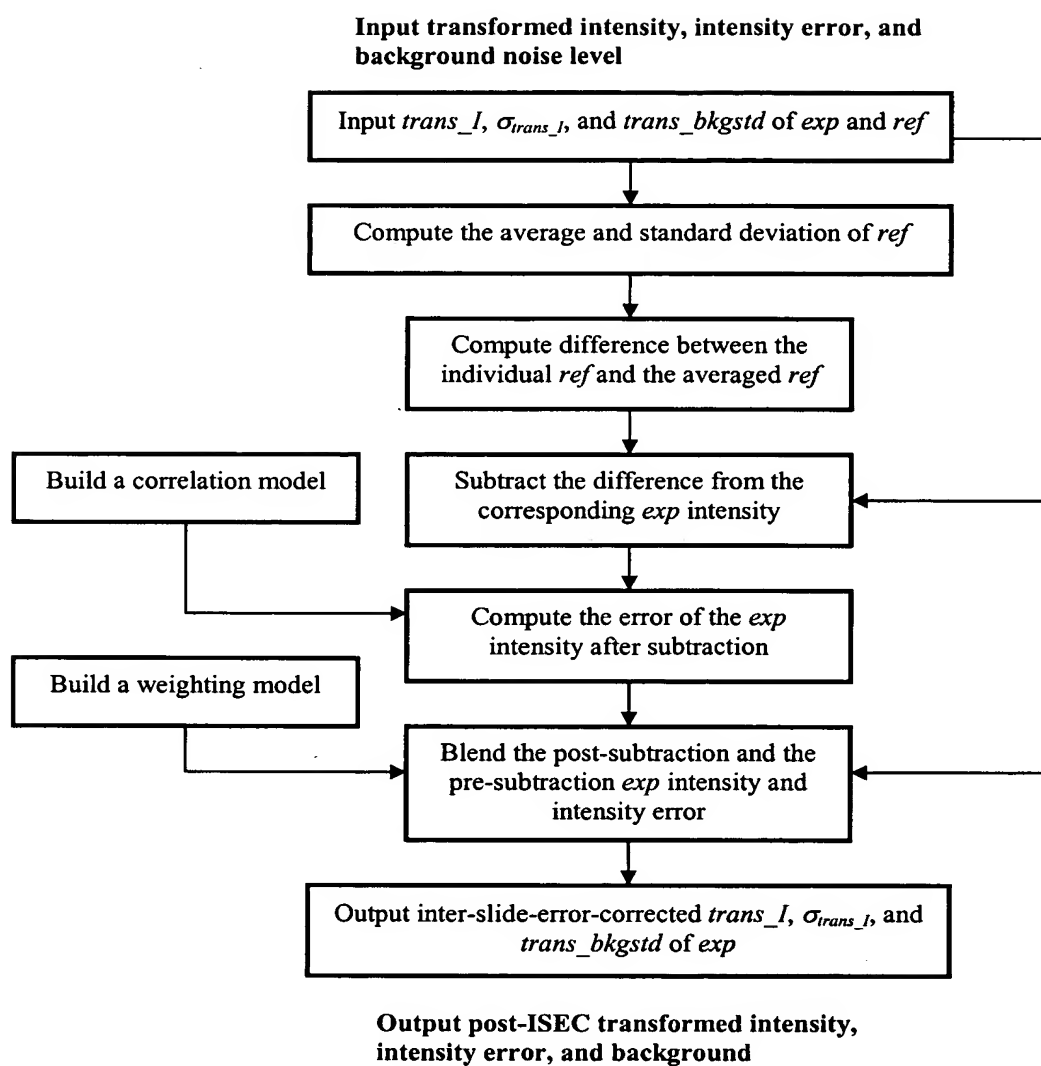 Input transformed intensity, intensity error, and
background noise level
Input trans_I, σtrans_I, and trans_bkgstd of exp and ref
Compute the average and standard deviation of ref
Compute difference between the
individual ref and the averaged ref
Build a correlation model
Subtract the difference from the
corresponding exp intensity
Compute the error of the exp
intensity after subtraction
Build a weighting model
Blend the post-subtraction and the
pre-subtraction exp intensity and
intensity error
Output inter-slide-error-corrected trans_I, σtrans_I, and
trans_bkgstd of exp
Output post-ISEC transformed intensity,
intensity error, and background